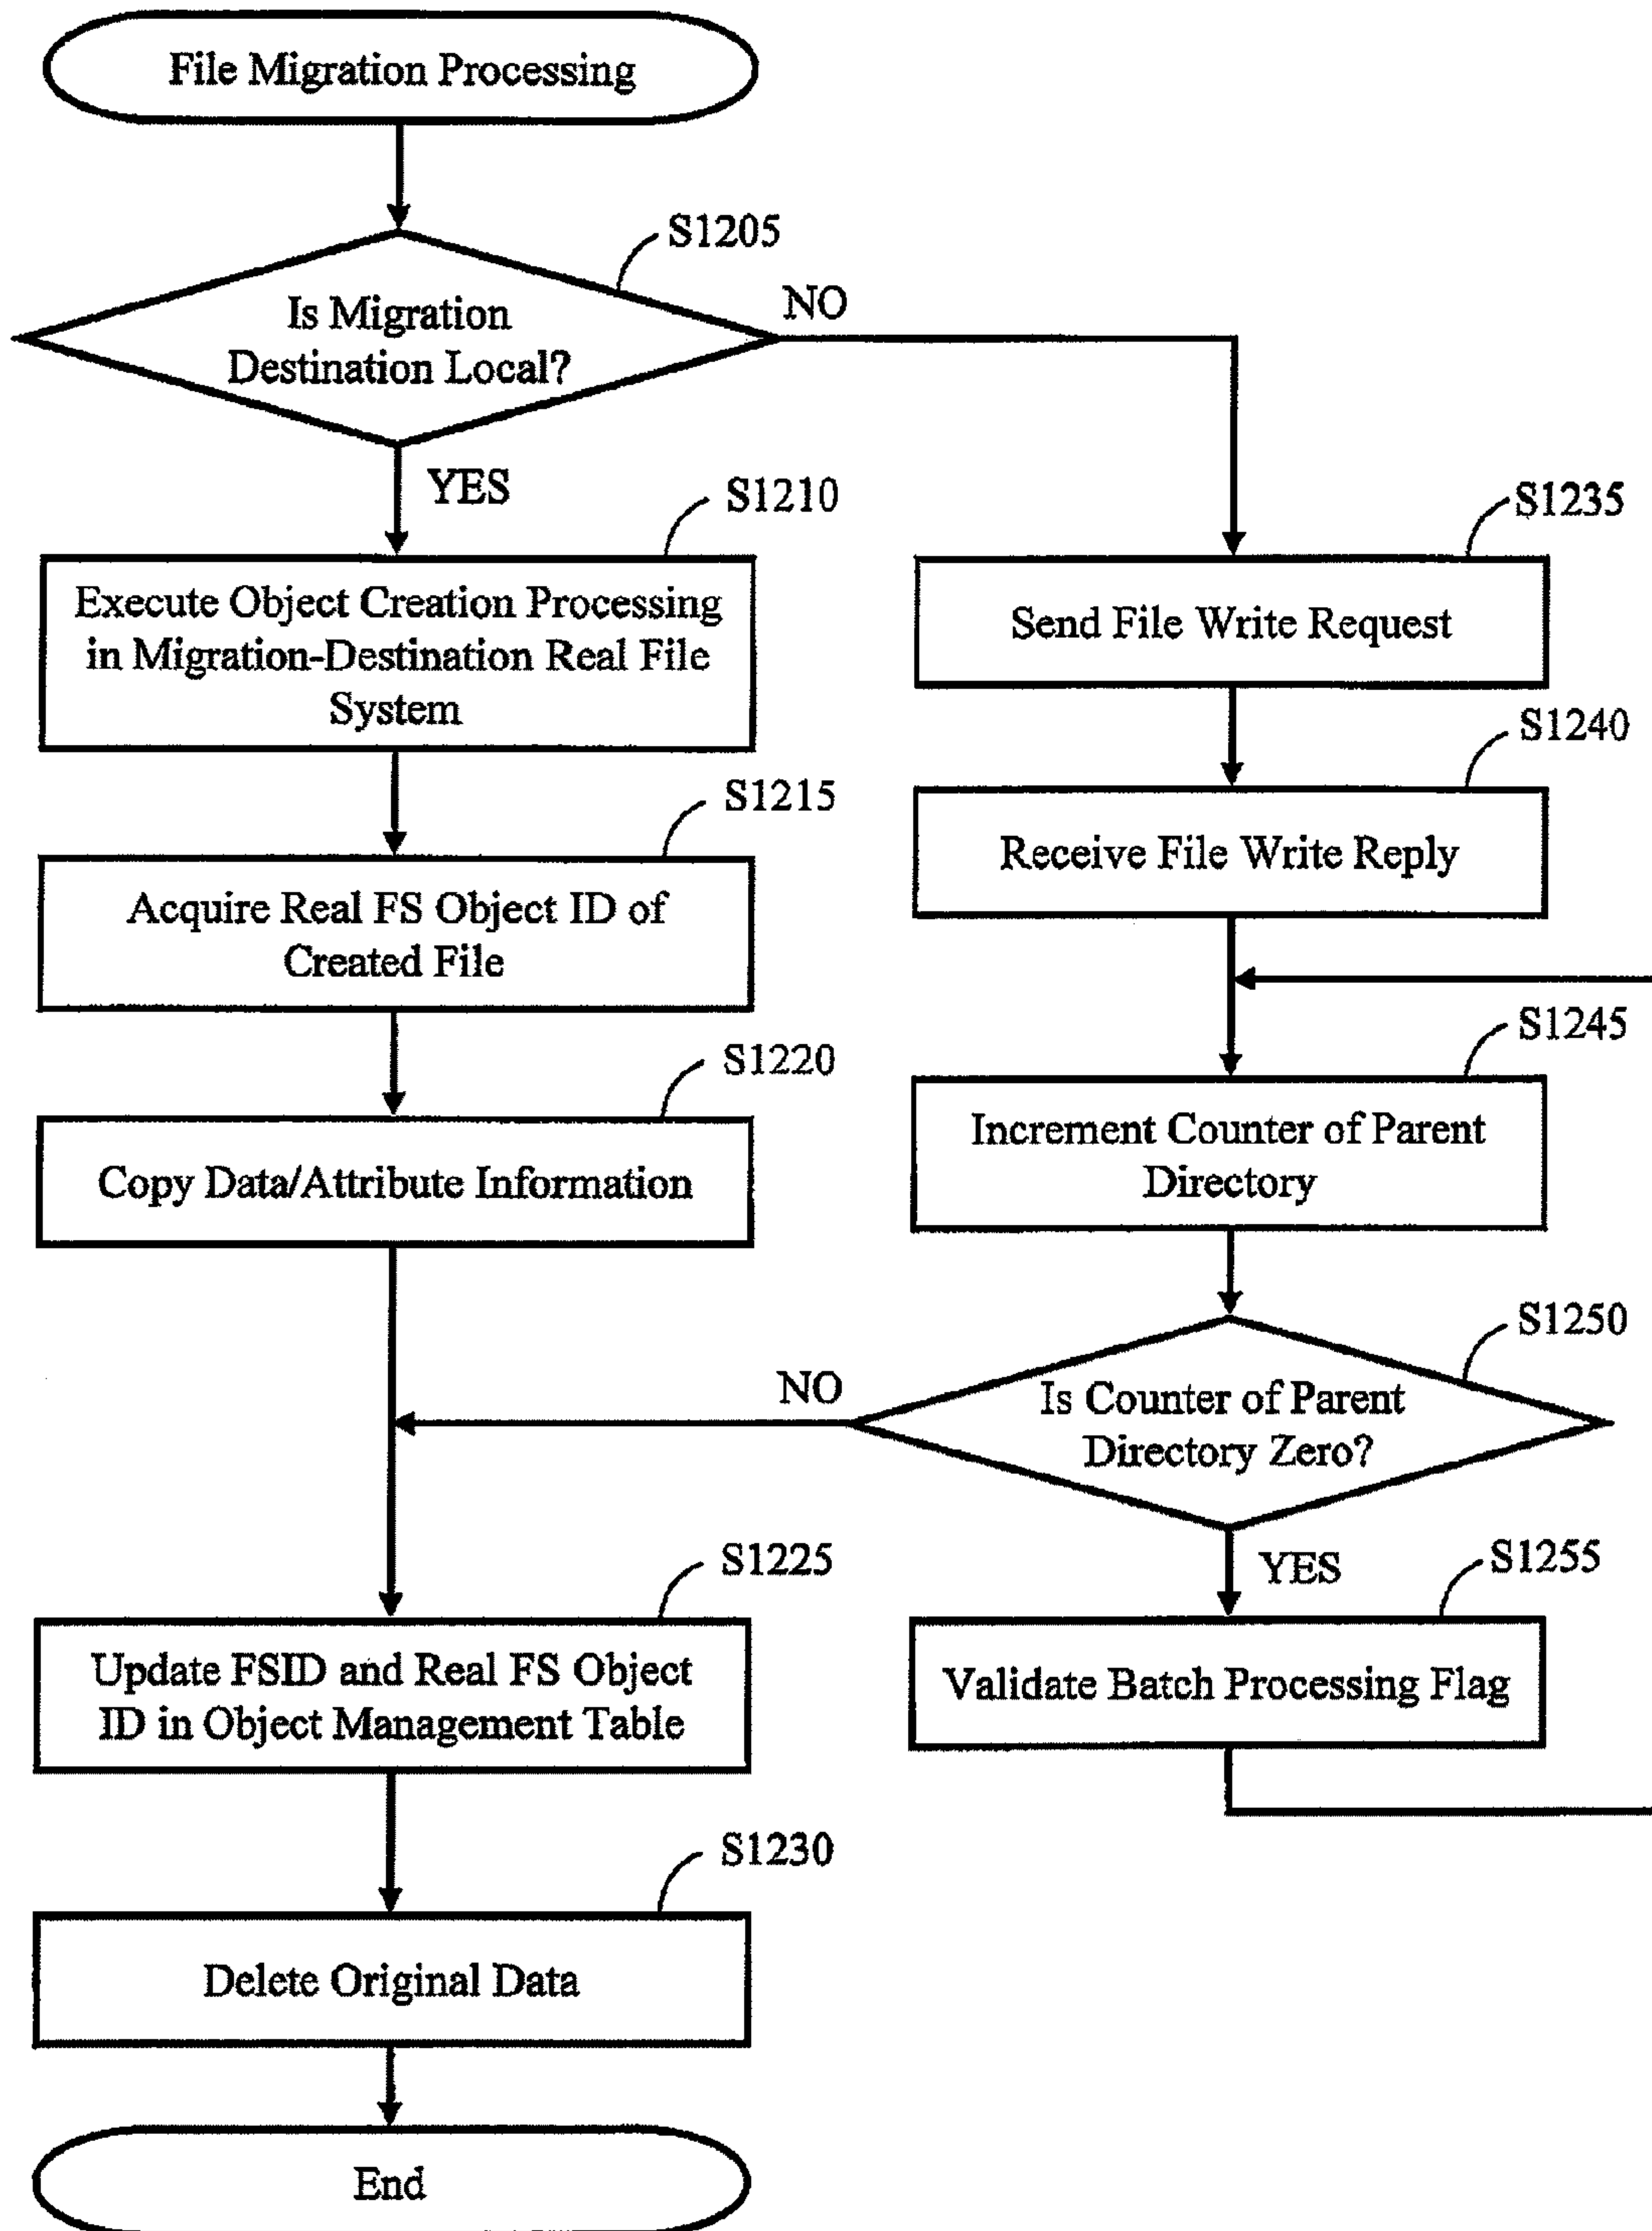 File Migration Processing
S1205
Is Migration
Destination Local?
NO
YES
S1210
Execute Object Creation Processing
in Migration-Destination Real File
System
S1215
Acquire Real FS Object ID of
Created File
S1220
Copy Data/Attribute Information
S1235
Send File Write Request
S1240
Receive File Write Reply
S1245
Increment Counter of Parent
Directory
S1250
Is Counter of Parent
Directory Zero?
NO
YES
S1255
Validate Batch Processing Flag
S1225
Update FSID and Real FS Object
ID in Object Management Table
S1230
Delete Original Data
End